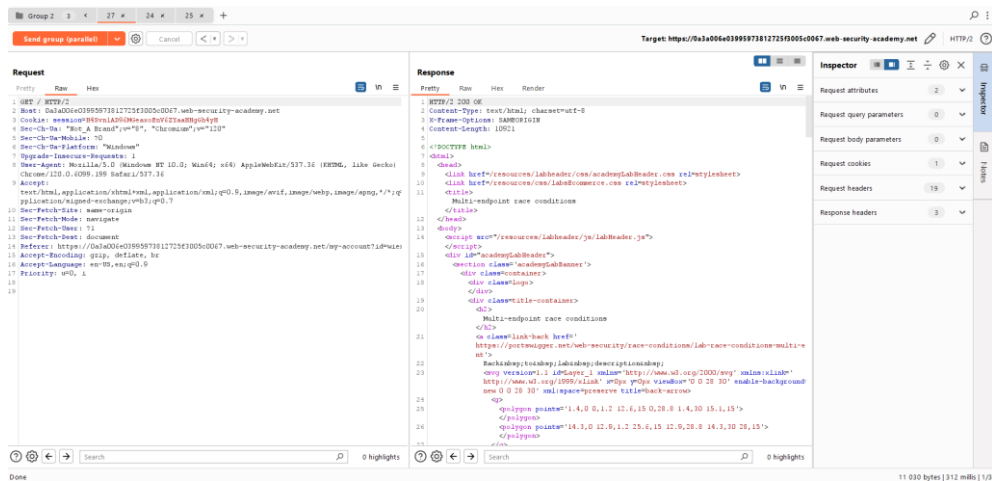 Group 2 3 < 27 × 24 × 25 × +
Send group (parallel) Cancel < >
Target: https://0a3a006e03995973812725f3005c0067.web-security-academy.net HTTP/2
Request
Pretty Raw Hex
1 GET / HTTP/2
2 Host: 0a3a006e03995973812725f3005c0067.web-security-academy.net
3 Cookie:
4 Sec-Ch-Ua: "Not_A Brand";v="8", "Chromium";v="120"
5 Sec-Ch-Ua-Mobile: ?0
6 Sec-Ch-Ua-Platform: "Windows"
7 Upgrade-Insecure-Requests: 1
8 User-Agent: Mozilla/5.0 (Windows NT 10.0; Win64; x64) AppleWebKit/537.36 (KHTML, like Gecko)
Chrome/120.0.6099.199 Safari/537.36
9 Accept:
text/html,application/xhtml+xml,application/xml;q=0.9,image/avif,image/webp,image/apng,*/*;q
pplication/signed-exchange;v=b3;q=0.7
10 Sec-Fetch-Site: same-origin
11 Sec-Fetch-Mode: navigate
12 Sec-Fetch-User: ?1
13 Sec-Fetch-Dest: document
14 Referer: https://0a3a006e03995973812725f3005c0067.web-security-academy.net/my-account?id=wie
15 Accept-Encoding: gzip, deflate, br
16 Accept-Language: en-US,en;q=0.9
17 Priority: u=0, i
18
19
Response
Pretty Raw Hex Render
1 HTTP/2 200 OK
2 Content-Type: text/html; charset=utf-8
3 X-Frame-Options: SAMEORIGIN
4 Content-Length: 10921
5
6 <!DOCTYPE html>
7 <html>
8 <head>
9 <link href=/resources/labheader/css/academyLabHeader.css rel=stylesheet>
10 <link href=/resources/css/labsEcommerce.css rel=stylesheet>
11 <title>
Multi-endpoint race conditions
</title>
12 </head>
13 <body>
14 <script src="/resources/labheader/js/labHeader.js">
</script>
15 <div id="academyLabHeader">
16 <section class='academyLabBanner'>
17 <div class=container>
18 <div class=logo>
</div>
19 <div class=title-container>
20 <h2>
Multi-endpoint race conditions
</h2>
21 <a class=link-back href='
https://portswigger.net/web-security/race-conditions/lab-race-conditions-multi-e
nt'>
22 Back&nbsp;to&nbsp;lab&nbsp;description&nbsp;
23 <svg version=1.1 id=Layer_1 xmlns='http://www.w3.org/2000/svg' xmlns:xlink='
http://www.w3.org/1999/xlink' x=0px y=0px viewBox='0 0 28 30' enable-background
new 0 0 28 30' xml:space=preserve title=back-arrow>
24 <g>
25 <polygon points='1.4,0 0,1.2 12.6,15 0,28.8 1.4,30 15.1,15'>
</polygon>
26 <polygon points='14.3,0 12.9,1.2 25.6,15 12.9,28.8 14.3,30 28,15'>
</polygon>
27 </g>
Inspector
Request attributes 2
Request query parameters 0
Request body parameters 0
Request cookies 1
Request headers 19
Response headers 3
Inspector
Notes
Search 0 highlights
Search 0 highlights
Done
11 030 bytes | 312 millis | 1/3